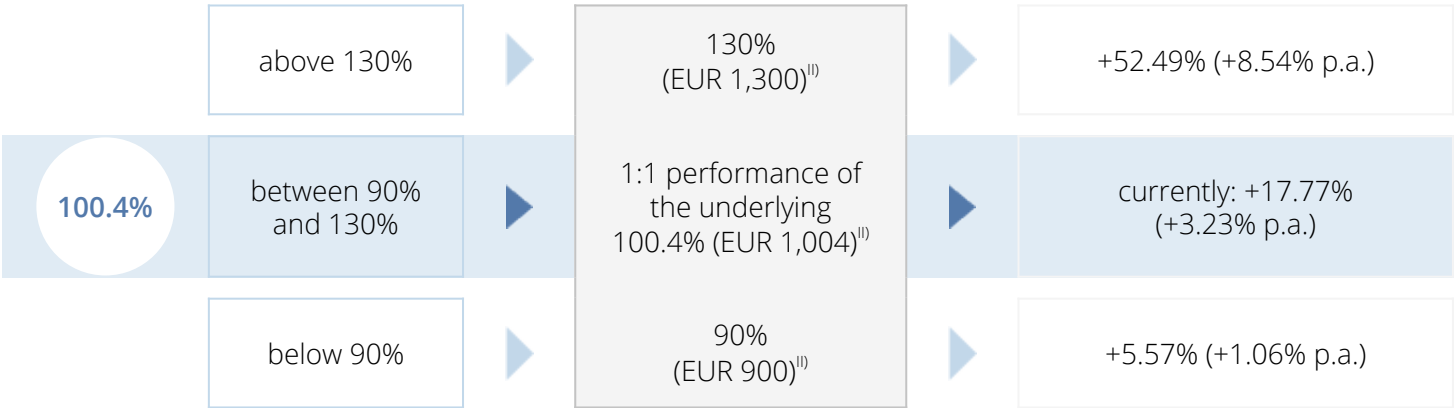 above 130%
130%
(EUR 1,300)II)
+52.49% (+8.54% p.a.)
100.4%
between 90%
and 130%
1:1 performance of
the underlying
100.4% (EUR 1,004)II)
currently: +17.77%
(+3.23% p.a.)
below 90%
90%
(EUR 900)II)
+5.57% (+1.06% p.a.)